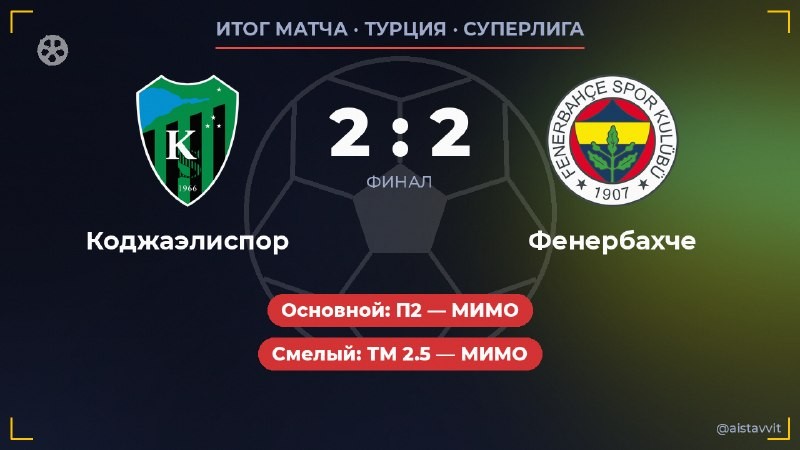 ИТОГ МАТЧА · ТУРЦИЯ · СУПЕРЛИГА
2 : 2
ФИНАЛ
K
1966
FENERBAHÇE SPOR KULÜBÜ
★ 1907 ★
Коджаэлиспор
Фенербахче
Основной: П2 — МИМО
Смелый: ТМ 2.5 — МИМО
@aistavvit